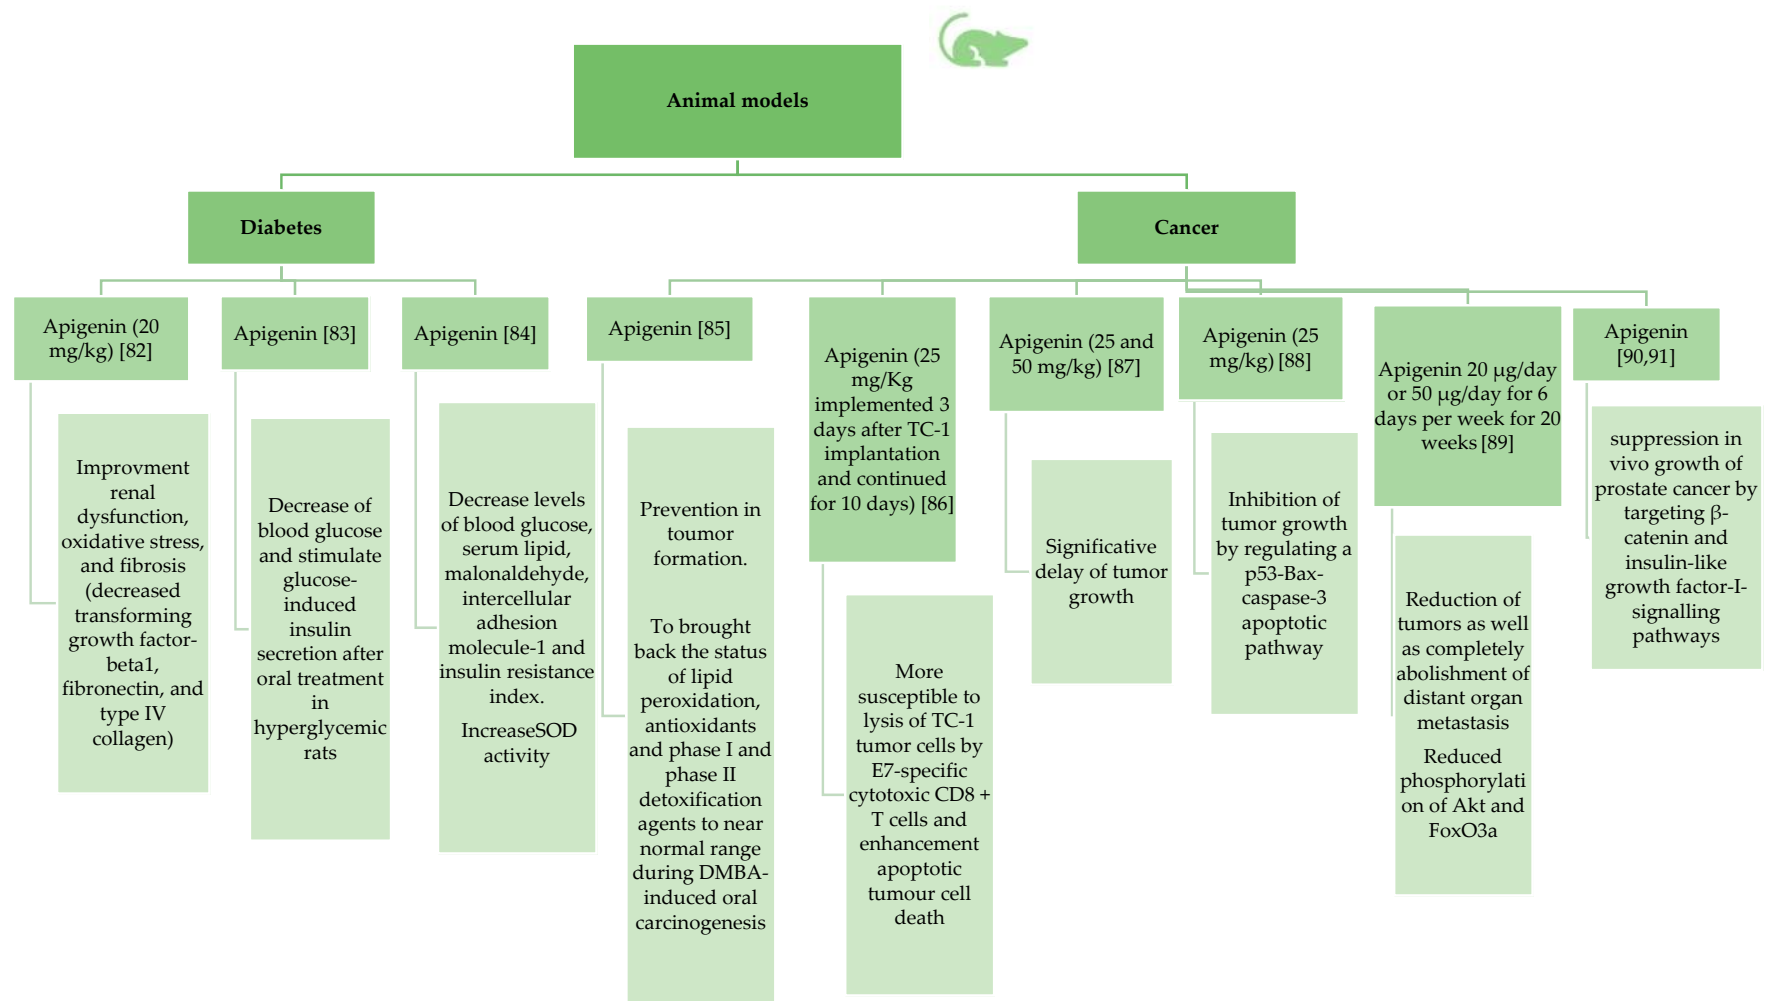 Animal models
Diabetes
Cancer
Apigenin (20
mg/kg) [82]
Improvment
renal
dysfunction,
oxidative stress,
and fibrosis
(decreased
transforming
growth factor-
beta1,
fibronectin, and
type IV
collagen)
Apigenin [83]
Decrease of
blood glucose
and stimulate
glucose-
induced
insulin
secretion after
oral treatment
in
hyperglycemic
rats
Apigenin [84]
Decrease levels
of blood glucose,
serum lipid,
malonaldehyde,
intercellular
adhesion
molecule-1 and
insulin resistance
index.
IncreaseSOD
activity
Apigenin [85]
Prevention in
toumor
formation.
To brought
back the status
of lipid
peroxidation,
antioxidants
and phase I and
phase II
detoxification
agents to near
normal range
during DMBA-
induced oral
carcinogenesis
Apigenin (25
mg/Kg
implemented 3
days after TC-1
implantation
and continued
for 10 days) [86]
More
susceptible to
lysis of TC-1
tumor cells by
E7-specific
cytotoxic CD8 +
T cells and
enhancement
apoptotic
tumour cell
death
Apigenin (25 and
50 mg/kg) [87]
Significative
delay of tumor
growth
Apigenin (25
mg/kg) [88]
Inhibition of
tumor growth
by regulating a
p53-Bax-
caspase-3
apoptotic
pathway
Apigenin 20 μg/day
or 50 μg/day for 6
days per week for 20
weeks [89]
Reduction of
tumors as well
as completely
abolishment of
distant organ
metastasis
Reduced
phosphorylati
on of Akt and
FoxO3a
Apigenin
[90,91]
suppression in
vivo growth of
prostate cancer by
targeting β-
catenin and
insulin-like
growth factor-I-
signalling
pathways